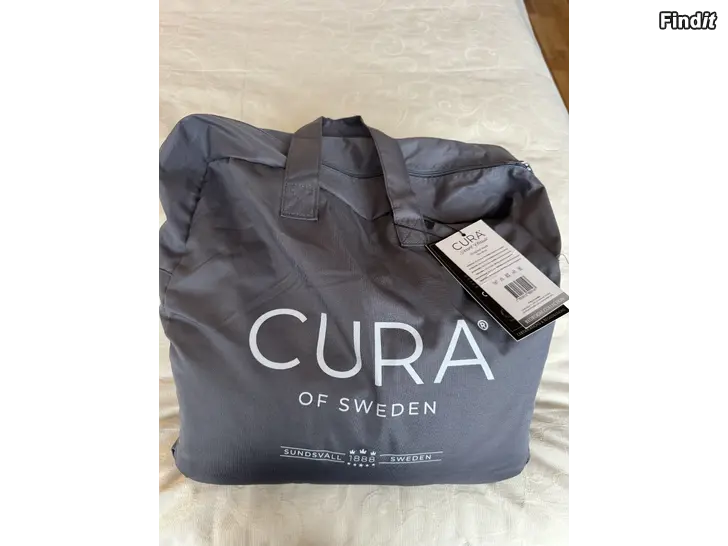 Findit
CURA®
OF SWEDEN
SUNDSVALL 1888 SWEDEN
CURA